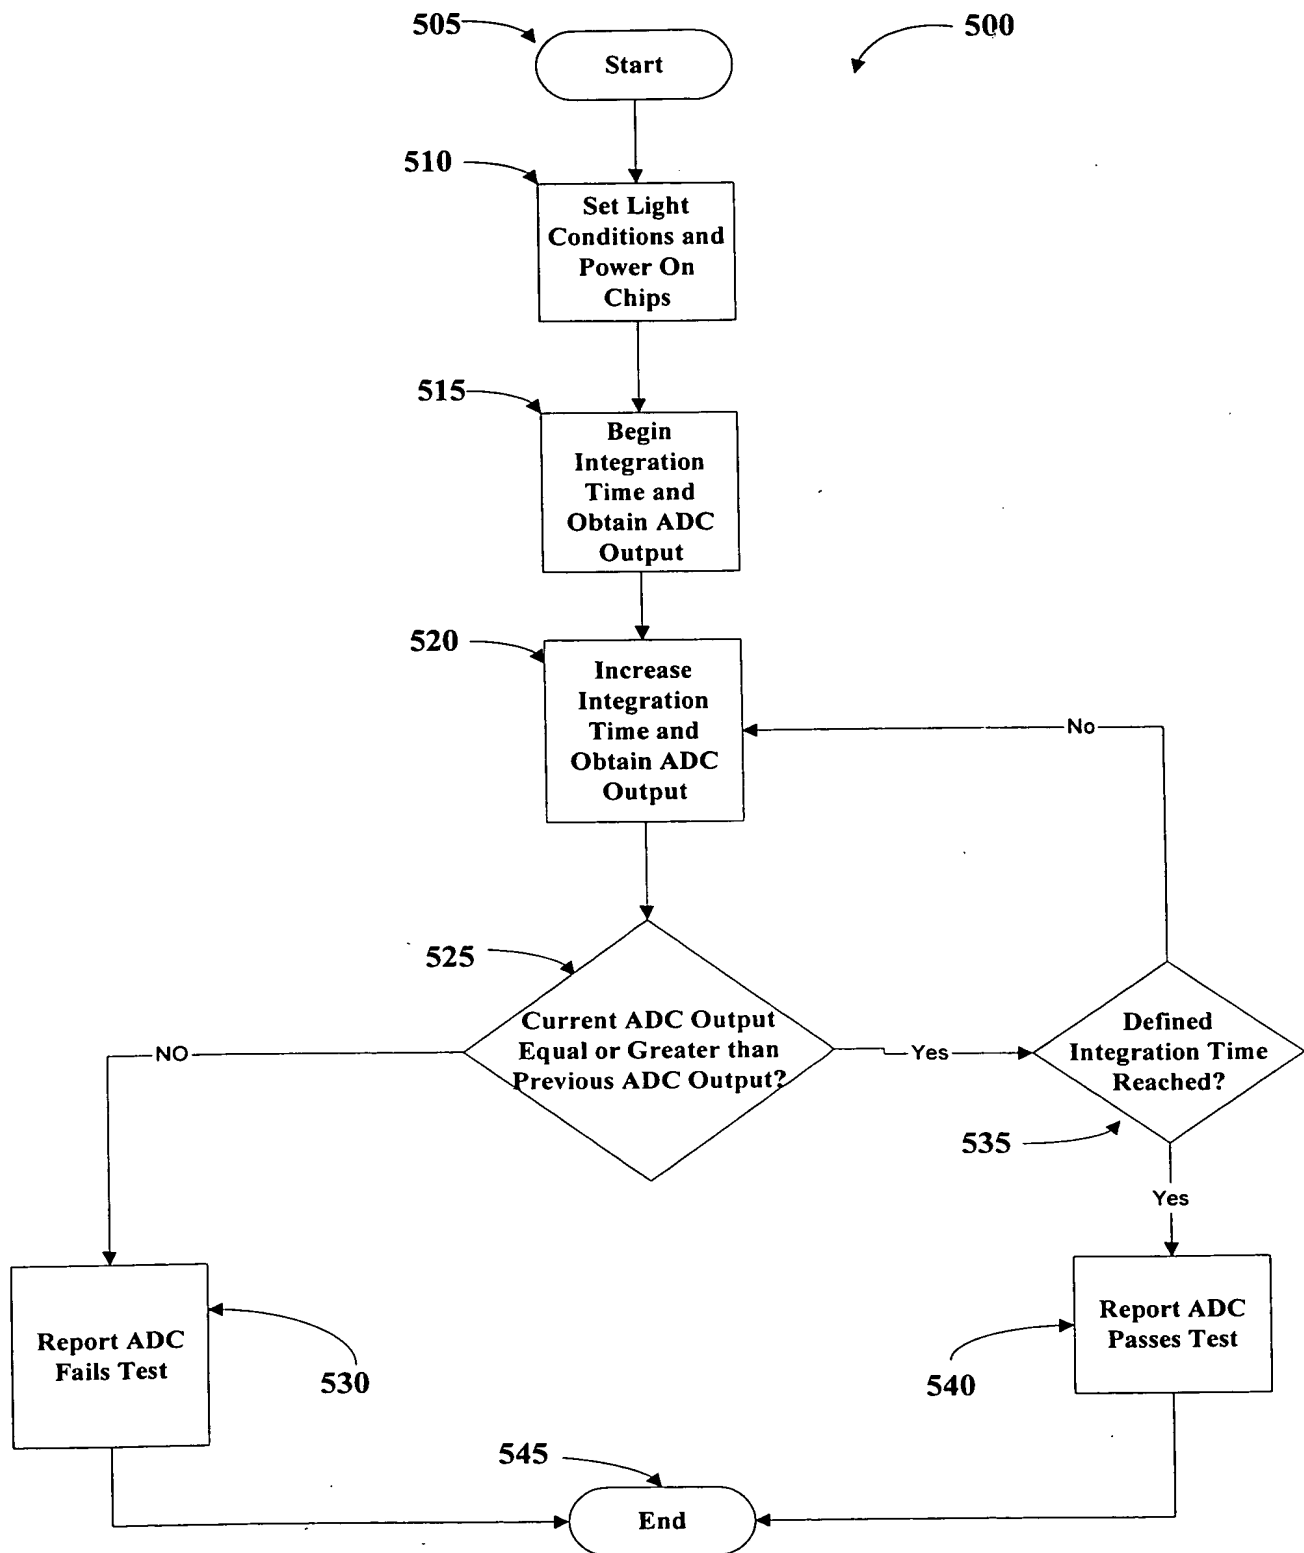 505
500
Start
510
Set Light
Conditions and
Power On
Chips
515
Begin
Integration
Time and
Obtain ADC
Output
520
Increase
Integration
Time and
Obtain ADC
Output
No
525
Current ADC Output
Equal or Greater than
Previous ADC Output?
NO
Yes
Defined
Integration Time
Reached?
535
Yes
Report ADC
Fails Test
530
Report ADC
Passes Test
540
545
End